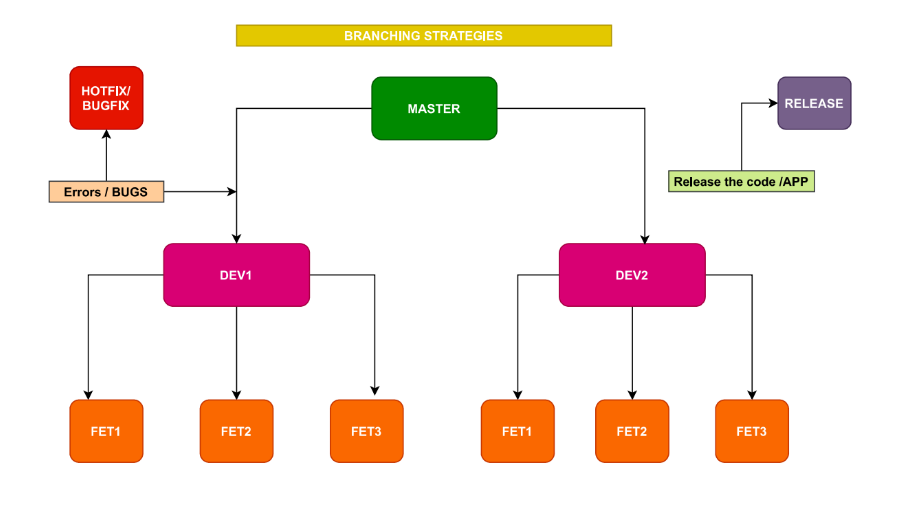 BRANCHING STRATEGIES
HOTFIX/
BUGFIX
MASTER
RELEASE
Errors / BUGS
Release the code /APP
DEV1
DEV2
FET1
FET2
FET3
FET1
FET2
FET3